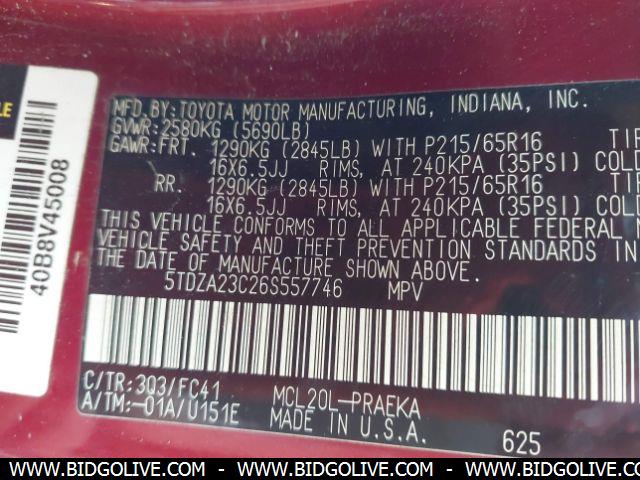 MFD.BY:TOYOTA MOTOR MANUFACTURING, INDIANA, INC.
GVWR:2580KG (5690LB)
GAWR:FRT. 1290KG (2845LB) WITH P215/65R16
16X6.5JJ RIMS, AT 240KPA (35PSI) COL
RR. 1290KG (2845LB) WITH P215/65R16
16X6.5JJ RIMS, AT 240KPA (35PSI) COL
THIS VEHICLE CONFORMS TO ALL APPLICABLE FEDERAL
VEHICLE SAFETY AND THEFT PREVENTION STANDARDS IN
THE DATE OF MANUFACTURE SHOWN ABOVE.
5TDZA23C26S557746 MPV
C/TR:3Q3/FC41 MCL20L-PRAEKA
A/TM:-01A/U151E MADE IN U.S.A. 625
40B8V45008
WWW.BIDGOLIVE.COM - WWW.BIDGOLIVE.COM - WWW.BIDGOLIVE.COM